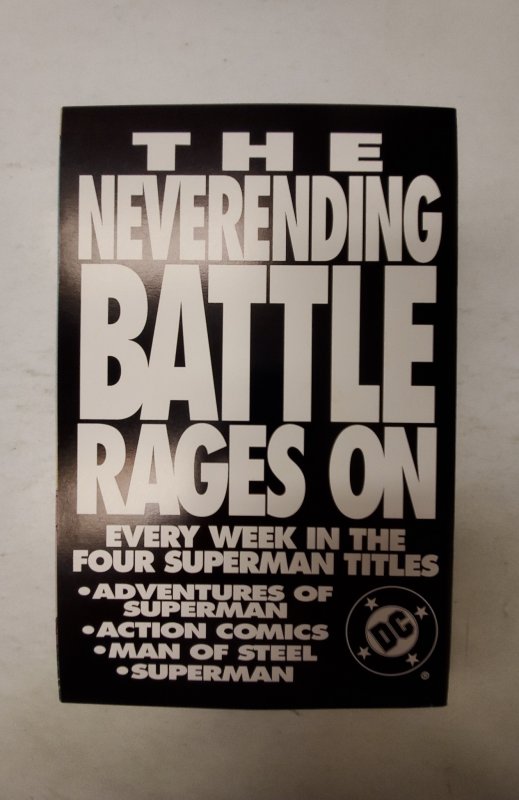 THE
NEVERENDING
BATTLE
RAGES ON
EVERY WEEK IN THE
FOUR SUPERMAN TITLES
•ADVENTURES OF
SUPERMAN
•ACTION COMICS
•MAN OF STEEL
•SUPERMAN
DC
®